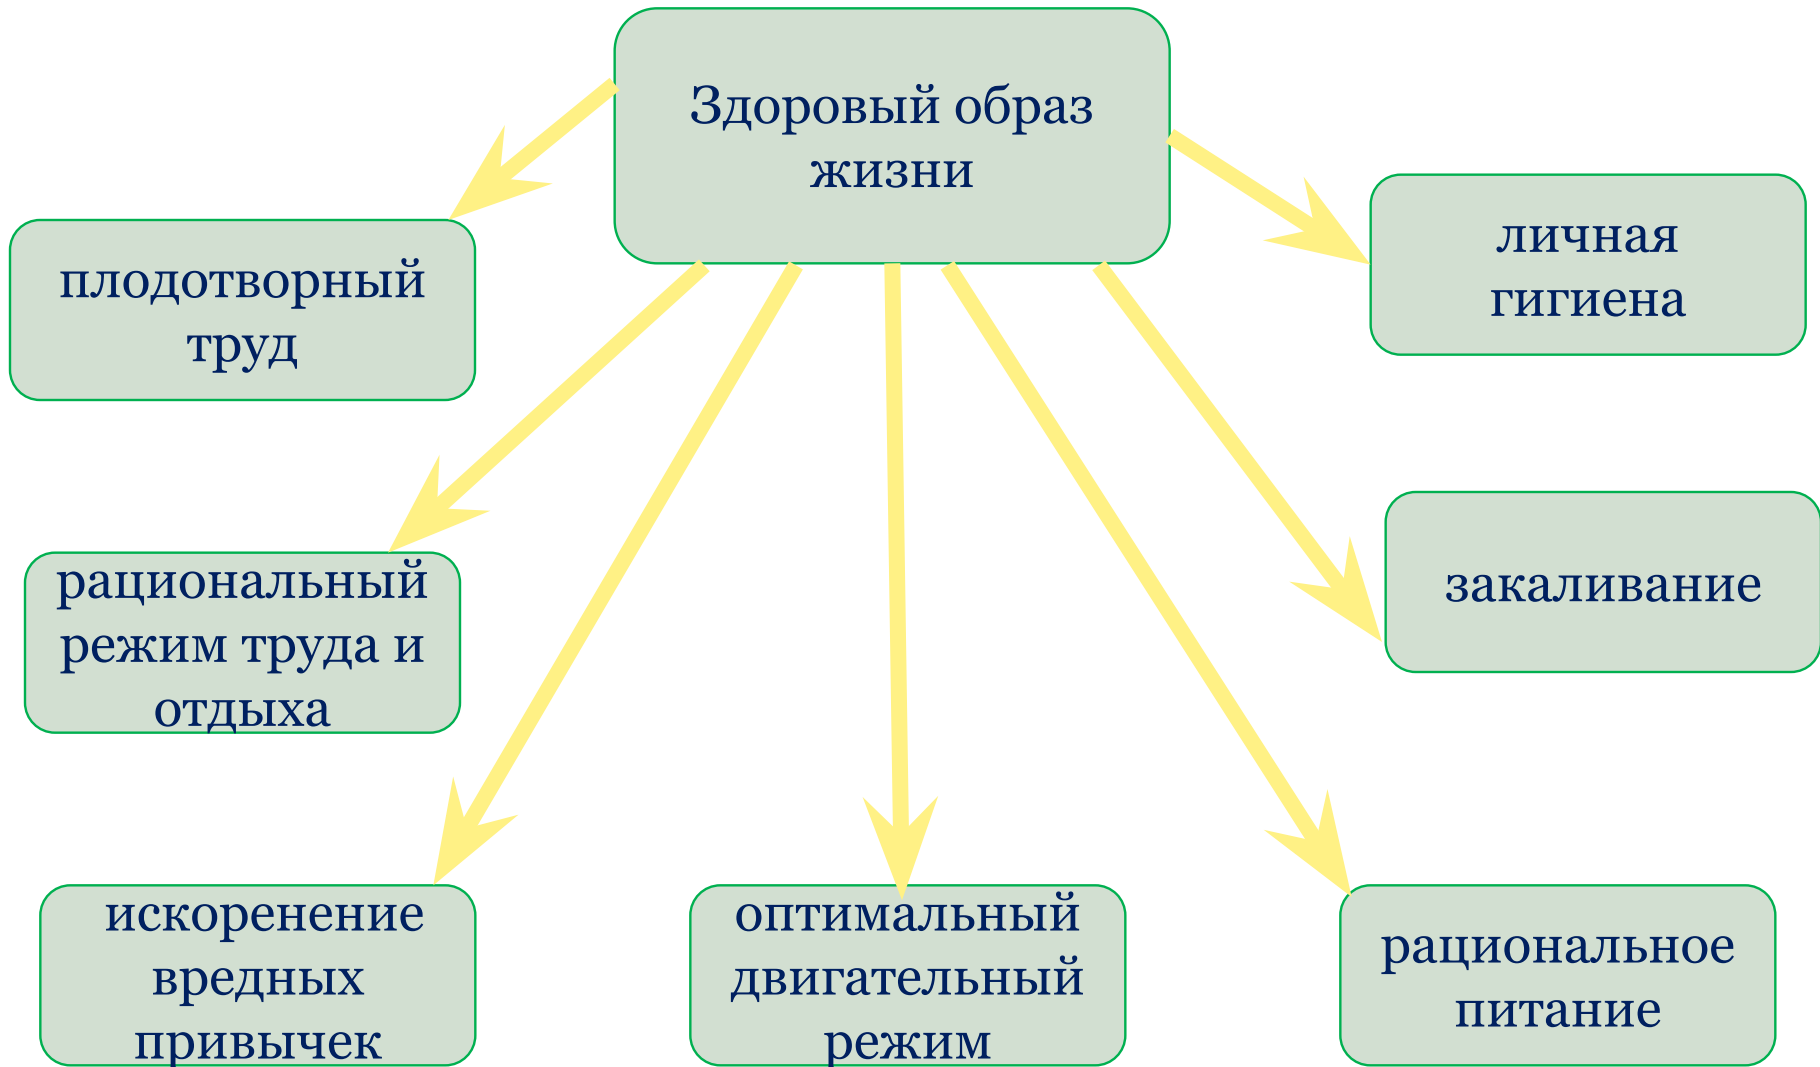 Здоровый образ
жизни
плодотворный
труд
личная
гигиена
рациональный
режим труда и
отдыха
закаливание
искоренение
вредных
привычек
оптимальный
двигательный
режим
рациональное
питание